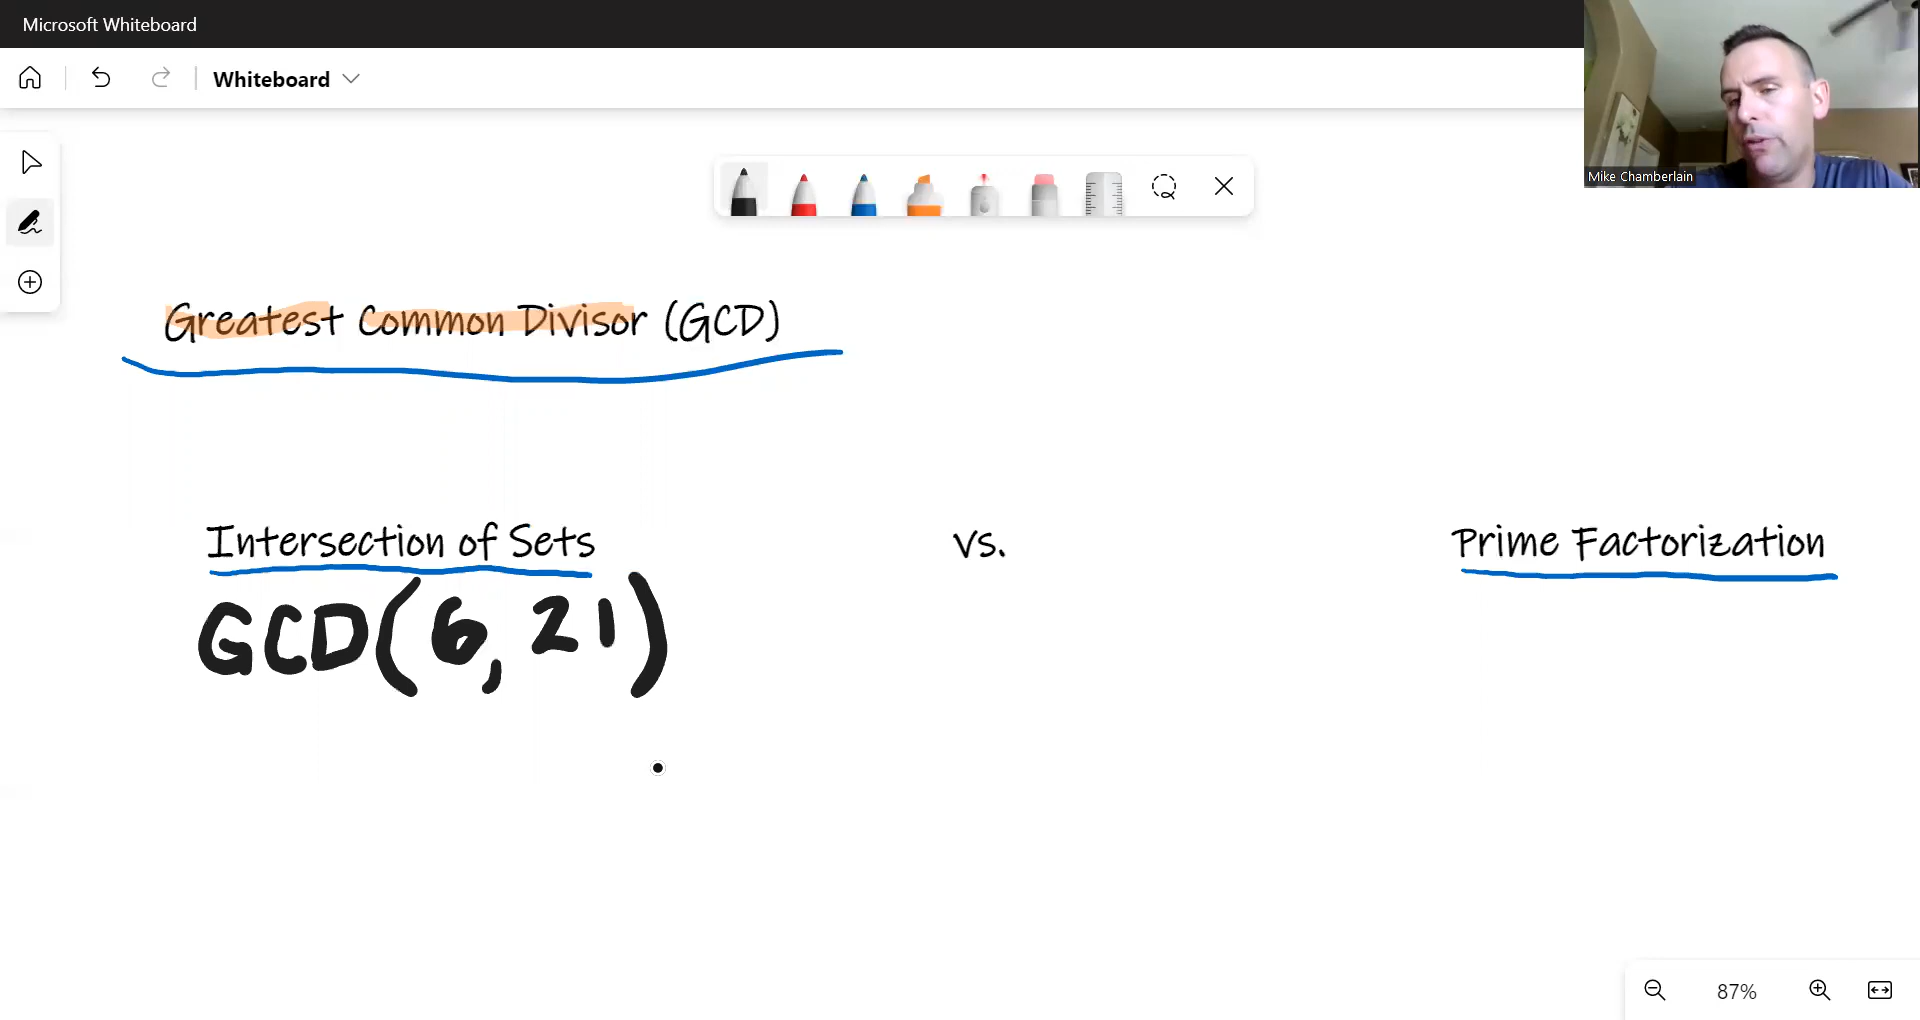 Microsoft Whiteboard
Whiteboard
Mike Chamberlain
Greatest Common Divisor (GCD)
Intersection of Sets
vs.
Prime Factorization
GCD(6, 21)
87%